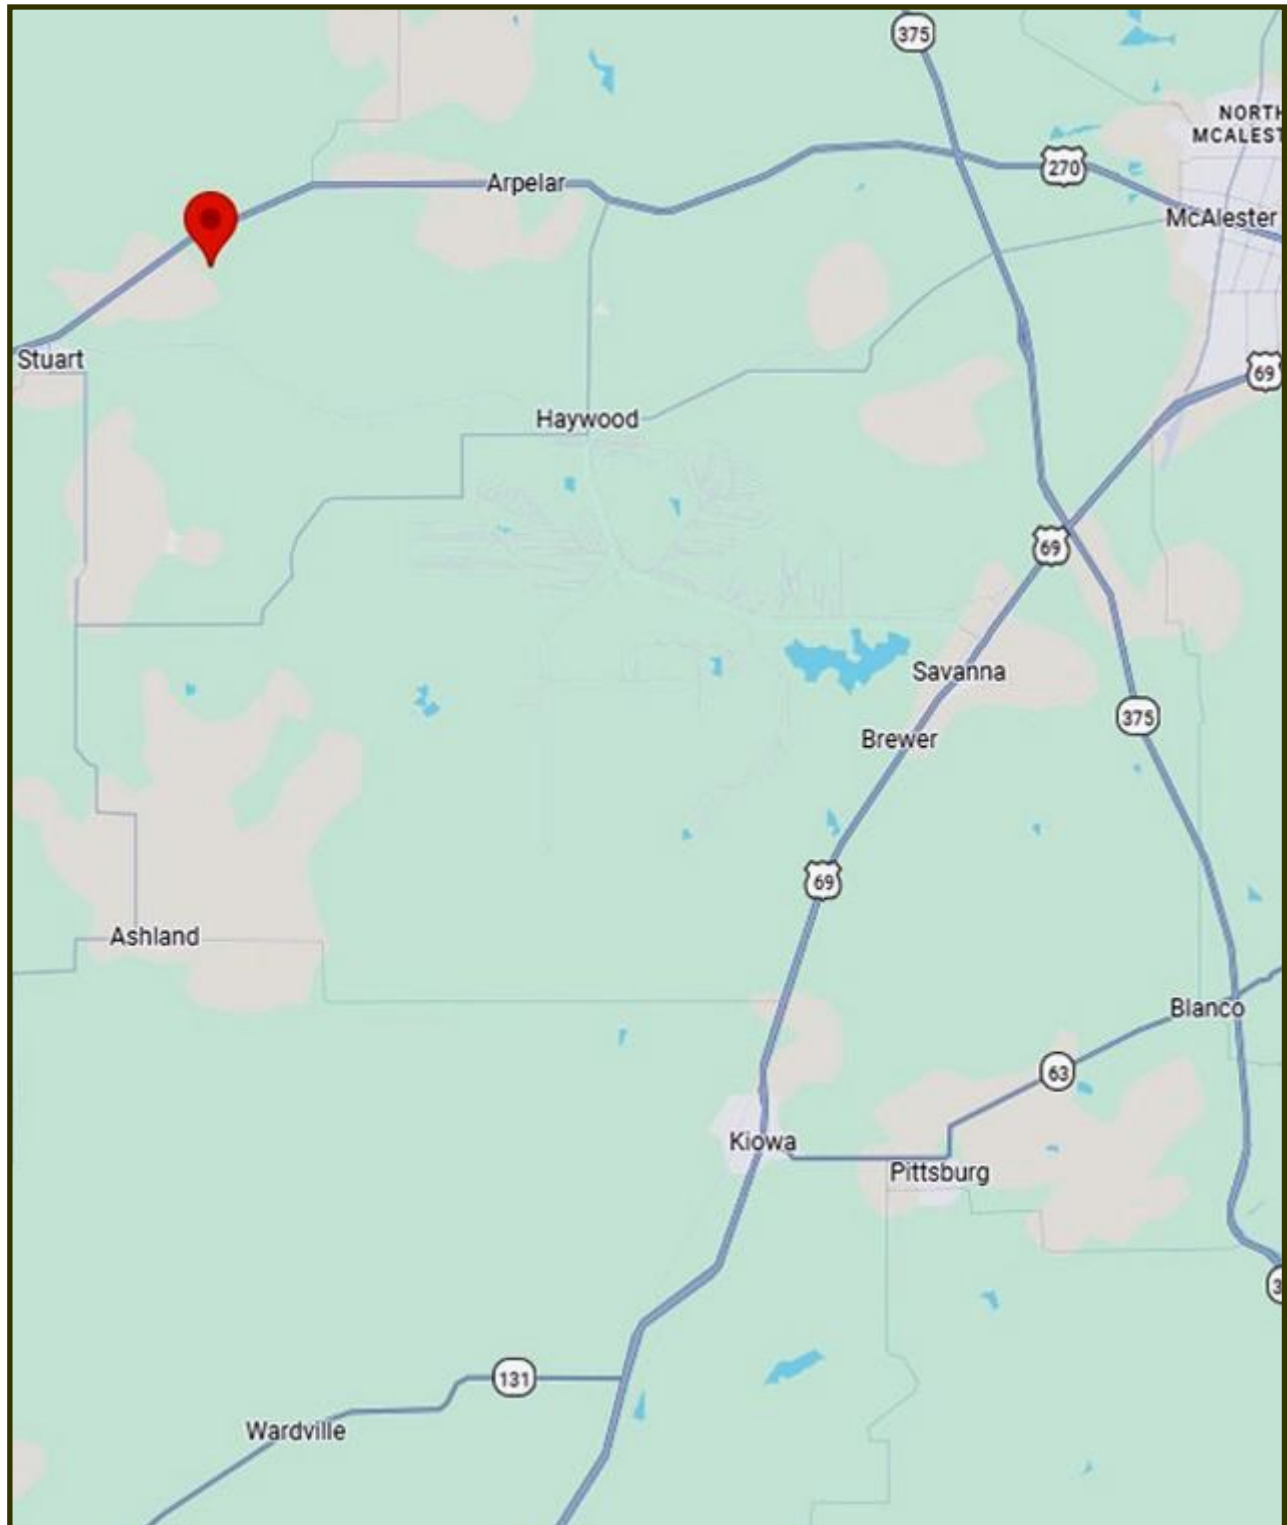 375
NORTH
MCALEST
270
Arpelar
McAlester
Stuart
69
Haywood
69
Savanna
375
Brewer
69
Ashland
Blanco
63
Kiowa
Pittsburg
3
131
Wardville